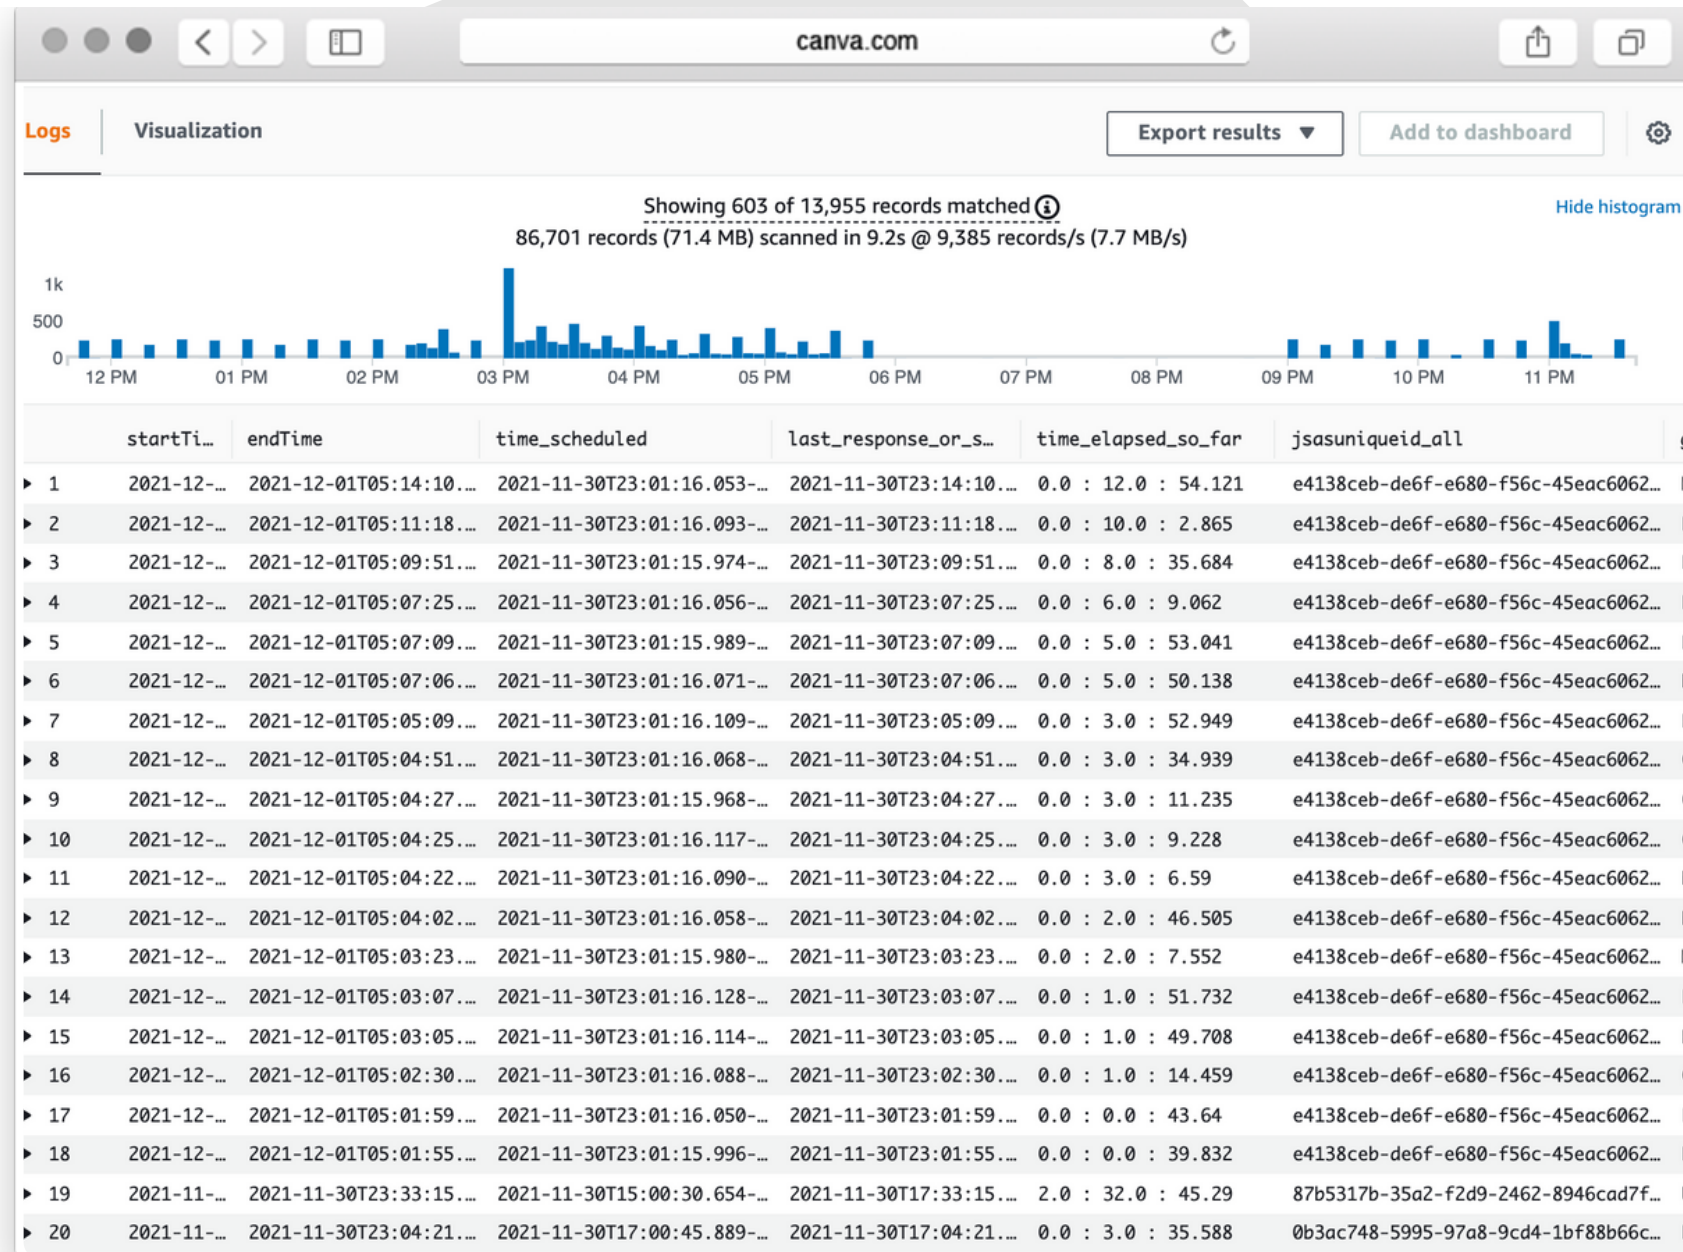 canva.com
Logs Visualization Export results ▼ Add to dashboard
Showing 603 of 13,955 records matched
Hide histogram
86,701 records (71.4 MB) scanned in 9.2s @ 9,385 records/s (7.7 MB/s)
1k
500
0
12 PM 01 PM 02 PM 03 PM 04 PM 05 PM 06 PM 07 PM 08 PM 09 PM 10 PM 11 PM
startTi… endTime time_scheduled last_response_or_s… time_elapsed_so_far jsasuniqueid_all
1 2021-12-… 2021-12-01T05:14:10.… 2021-11-30T23:01:16.053-… 2021-11-30T23:14:10.… 0.0 : 12.0 : 54.121 e4138ceb-de6f-e680-f56c-45eac6062…
2 2021-12-… 2021-12-01T05:11:18.… 2021-11-30T23:01:16.093-… 2021-11-30T23:11:18.… 0.0 : 10.0 : 2.865 e4138ceb-de6f-e680-f56c-45eac6062…
3 2021-12-… 2021-12-01T05:09:51.… 2021-11-30T23:01:15.974-… 2021-11-30T23:09:51.… 0.0 : 8.0 : 35.684 e4138ceb-de6f-e680-f56c-45eac6062…
4 2021-12-… 2021-12-01T05:07:25.… 2021-11-30T23:01:16.056-… 2021-11-30T23:07:25.… 0.0 : 6.0 : 9.062 e4138ceb-de6f-e680-f56c-45eac6062…
5 2021-12-… 2021-12-01T05:07:09.… 2021-11-30T23:01:15.989-… 2021-11-30T23:07:09.… 0.0 : 5.0 : 53.041 e4138ceb-de6f-e680-f56c-45eac6062…
6 2021-12-… 2021-12-01T05:07:06.… 2021-11-30T23:01:16.071-… 2021-11-30T23:07:06.… 0.0 : 5.0 : 50.138 e4138ceb-de6f-e680-f56c-45eac6062…
7 2021-12-… 2021-12-01T05:05:09.… 2021-11-30T23:01:16.109-… 2021-11-30T23:05:09.… 0.0 : 3.0 : 52.949 e4138ceb-de6f-e680-f56c-45eac6062…
8 2021-12-… 2021-12-01T05:04:51.… 2021-11-30T23:01:16.068-… 2021-11-30T23:04:51.… 0.0 : 3.0 : 34.939 e4138ceb-de6f-e680-f56c-45eac6062…
9 2021-12-… 2021-12-01T05:04:27.… 2021-11-30T23:01:15.968-… 2021-11-30T23:04:27.… 0.0 : 3.0 : 11.235 e4138ceb-de6f-e680-f56c-45eac6062…
10 2021-12-… 2021-12-01T05:04:25.… 2021-11-30T23:01:16.117-… 2021-11-30T23:04:25.… 0.0 : 3.0 : 9.228 e4138ceb-de6f-e680-f56c-45eac6062…
11 2021-12-… 2021-12-01T05:04:22.… 2021-11-30T23:01:16.090-… 2021-11-30T23:04:22.… 0.0 : 3.0 : 6.59 e4138ceb-de6f-e680-f56c-45eac6062…
12 2021-12-… 2021-12-01T05:04:02.… 2021-11-30T23:01:16.058-… 2021-11-30T23:04:02.… 0.0 : 2.0 : 46.505 e4138ceb-de6f-e680-f56c-45eac6062…
13 2021-12-… 2021-12-01T05:03:23.… 2021-11-30T23:01:15.980-… 2021-11-30T23:03:23.… 0.0 : 2.0 : 7.552 e4138ceb-de6f-e680-f56c-45eac6062…
14 2021-12-… 2021-12-01T05:03:07.… 2021-11-30T23:01:16.128-… 2021-11-30T23:03:07.… 0.0 : 1.0 : 51.732 e4138ceb-de6f-e680-f56c-45eac6062…
15 2021-12-… 2021-12-01T05:03:05.… 2021-11-30T23:01:16.114-… 2021-11-30T23:03:05.… 0.0 : 1.0 : 49.708 e4138ceb-de6f-e680-f56c-45eac6062…
16 2021-12-… 2021-12-01T05:02:30.… 2021-11-30T23:01:16.088-… 2021-11-30T23:02:30.… 0.0 : 1.0 : 14.459 e4138ceb-de6f-e680-f56c-45eac6062…
17 2021-12-… 2021-12-01T05:01:59.… 2021-11-30T23:01:16.050-… 2021-11-30T23:01:59.… 0.0 : 0.0 : 43.64 e4138ceb-de6f-e680-f56c-45eac6062…
18 2021-12-… 2021-12-01T05:01:55.… 2021-11-30T23:01:15.996-… 2021-11-30T23:01:55.… 0.0 : 0.0 : 39.832 e4138ceb-de6f-e680-f56c-45eac6062…
19 2021-11-… 2021-11-30T23:33:15.… 2021-11-30T15:00:30.654-… 2021-11-30T17:33:15.… 2.0 : 32.0 : 45.29 87b5317b-35a2-f2d9-2462-8946cad7f…
20 2021-11-… 2021-11-30T23:04:21.… 2021-11-30T17:00:45.889-… 2021-11-30T17:04:21.… 0.0 : 3.0 : 35.588 0b3ac748-5995-97a8-9cd4-1bf88b66c…